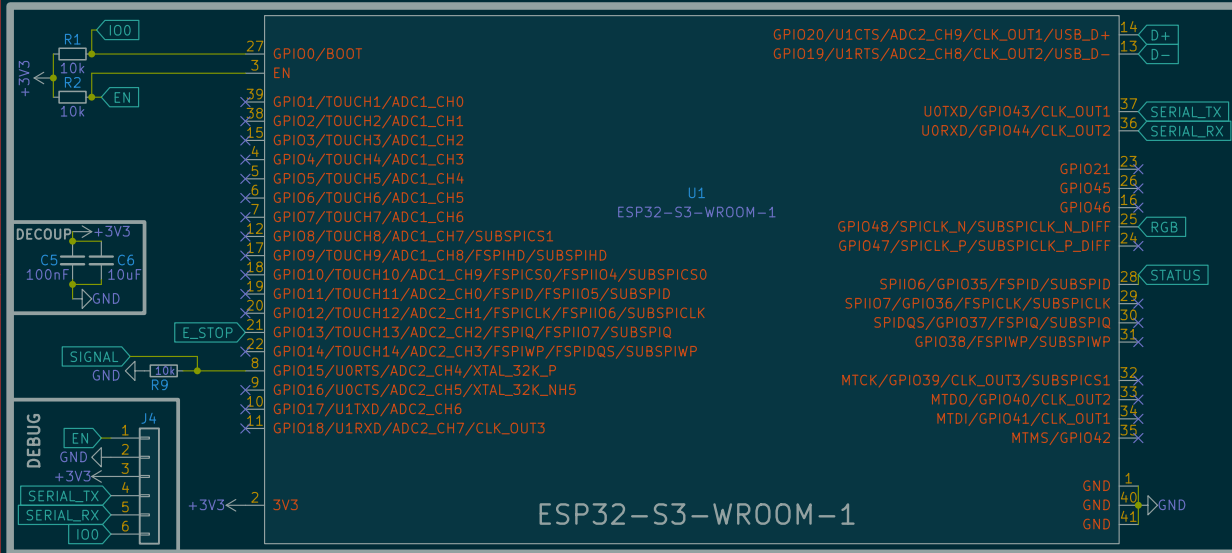 IO0
R1
10k
+3V3
R2
10k
EN
27 GPIO0/BOOT
3 EN
39 GPIO1/TOUCH1/ADC1_CH0
38 GPIO2/TOUCH2/ADC1_CH1
15 GPIO3/TOUCH3/ADC1_CH2
4 GPIO4/TOUCH4/ADC1_CH3
5 GPIO5/TOUCH5/ADC1_CH4
6 GPIO6/TOUCH6/ADC1_CH5
7 GPIO7/TOUCH7/ADC1_CH6
12 GPIO8/TOUCH8/ADC1_CH7/SUBSPICS1
17 GPIO9/TOUCH9/ADC1_CH8/FSPIHD/SUBSPIHD
18 GPIO10/TOUCH10/ADC1_CH9/FSPICS0/FSPIIO4/SUBSPICS0
19 GPIO11/TOUCH11/ADC2_CH0/FSPID/FSPIIO5/SUBSPID
20 GPIO12/TOUCH12/ADC2_CH1/FSPICLK/FSPIIO6/SUBSPICLK
E_STOP 21 GPIO13/TOUCH13/ADC2_CH2/FSPIQ/FSPIIO7/SUBSPIQ
22 GPIO14/TOUCH14/ADC2_CH3/FSPIWP/FSPIDQS/SUBSPIWP
SIGNAL
GND 10k 8 GPIO15/U0RTS/ADC2_CH4/XTAL_32K_P
R9
9 GPIO16/U0CTS/ADC2_CH5/XTAL_32K_NH5
10 GPIO17/U1TXD/ADC2_CH6
11 GPIO18/U1RXD/ADC2_CH7/CLK_OUT3
+3V3 2 3V3
DECOUP +3V3
C5 C6
100nF 10uF
GND
DEBUG
J4
EN 1
GND 2
+3V3 3
SERIAL_TX 4
SERIAL_RX 5
IO0 6
U1
ESP32-S3-WROOM-1
ESP32-S3-WROOM-1
GPIO20/U1CTS/ADC2_CH9/CLK_OUT1/USB_D+ 14 D+
GPIO19/U1RTS/ADC2_CH8/CLK_OUT2/USB_D- 13 D-
U0TXD/GPIO43/CLK_OUT1 37 SERIAL_TX
U0RXD/GPIO44/CLK_OUT2 36 SERIAL_RX
GPIO21 23
GPIO45 26
GPIO46 16
GPIO48/SPICLK_N/SUBSPICLK_N_DIFF 25 RGB
GPIO47/SPICLK_P/SUBSPICLK_P_DIFF 24
SPIIO6/GPIO35/FSPID/SUBSPID 28 STATUS
SPIIO7/GPIO36/FSPICLK/SUBSPICLK 29
SPIDQS/GPIO37/FSPIQ/SUBSPIQ 30
GPIO38/FSPIWP/SUBSPIWP 31
MTCK/GPIO39/CLK_OUT3/SUBSPICS1 32
MTDO/GPIO40/CLK_OUT2 33
MTDI/GPIO41/CLK_OUT1 34
MTMS/GPIO42 35
GND 1
GND 40 GND
GND 41